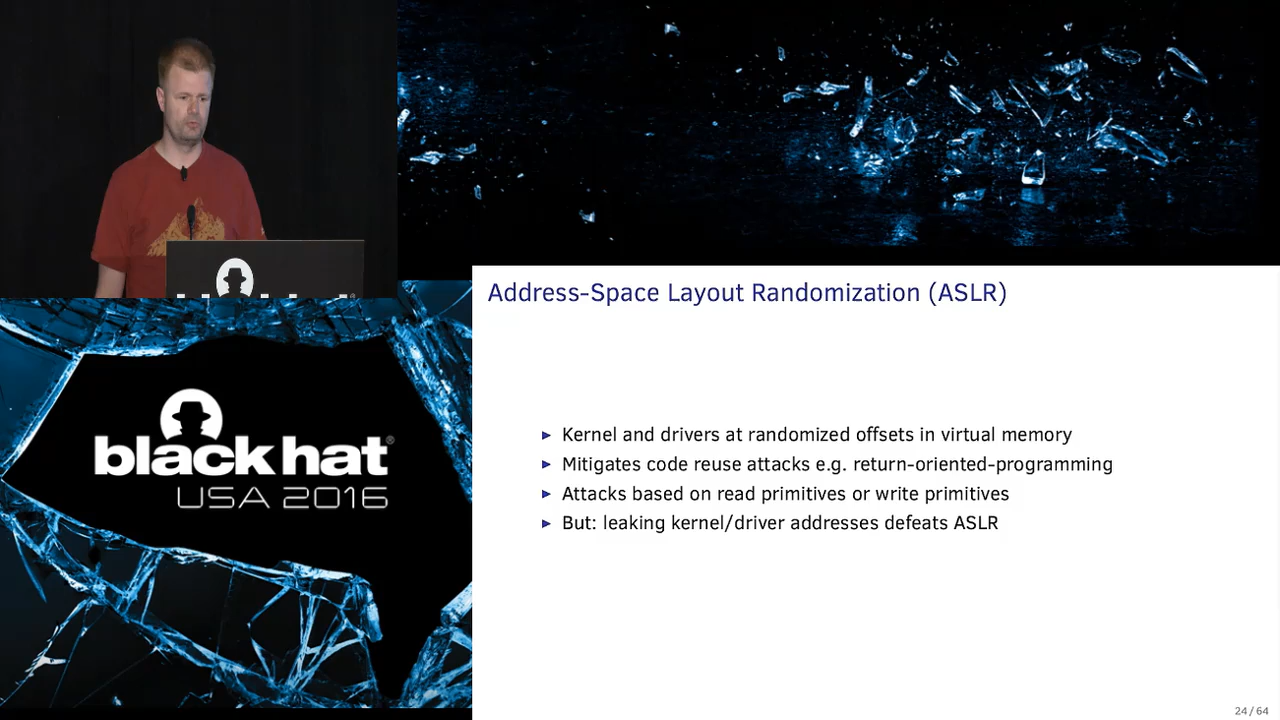 Address-Space Layout Randomization (ASLR)
black hat®
USA 2016
► Kernel and drivers at randomized offsets in virtual memory
► Mitigates code reuse attacks e.g. return-oriented-programming
► Attacks based on read primitives or write primitives
► But: leaking kernel/driver addresses defeats ASLR
24 / 64